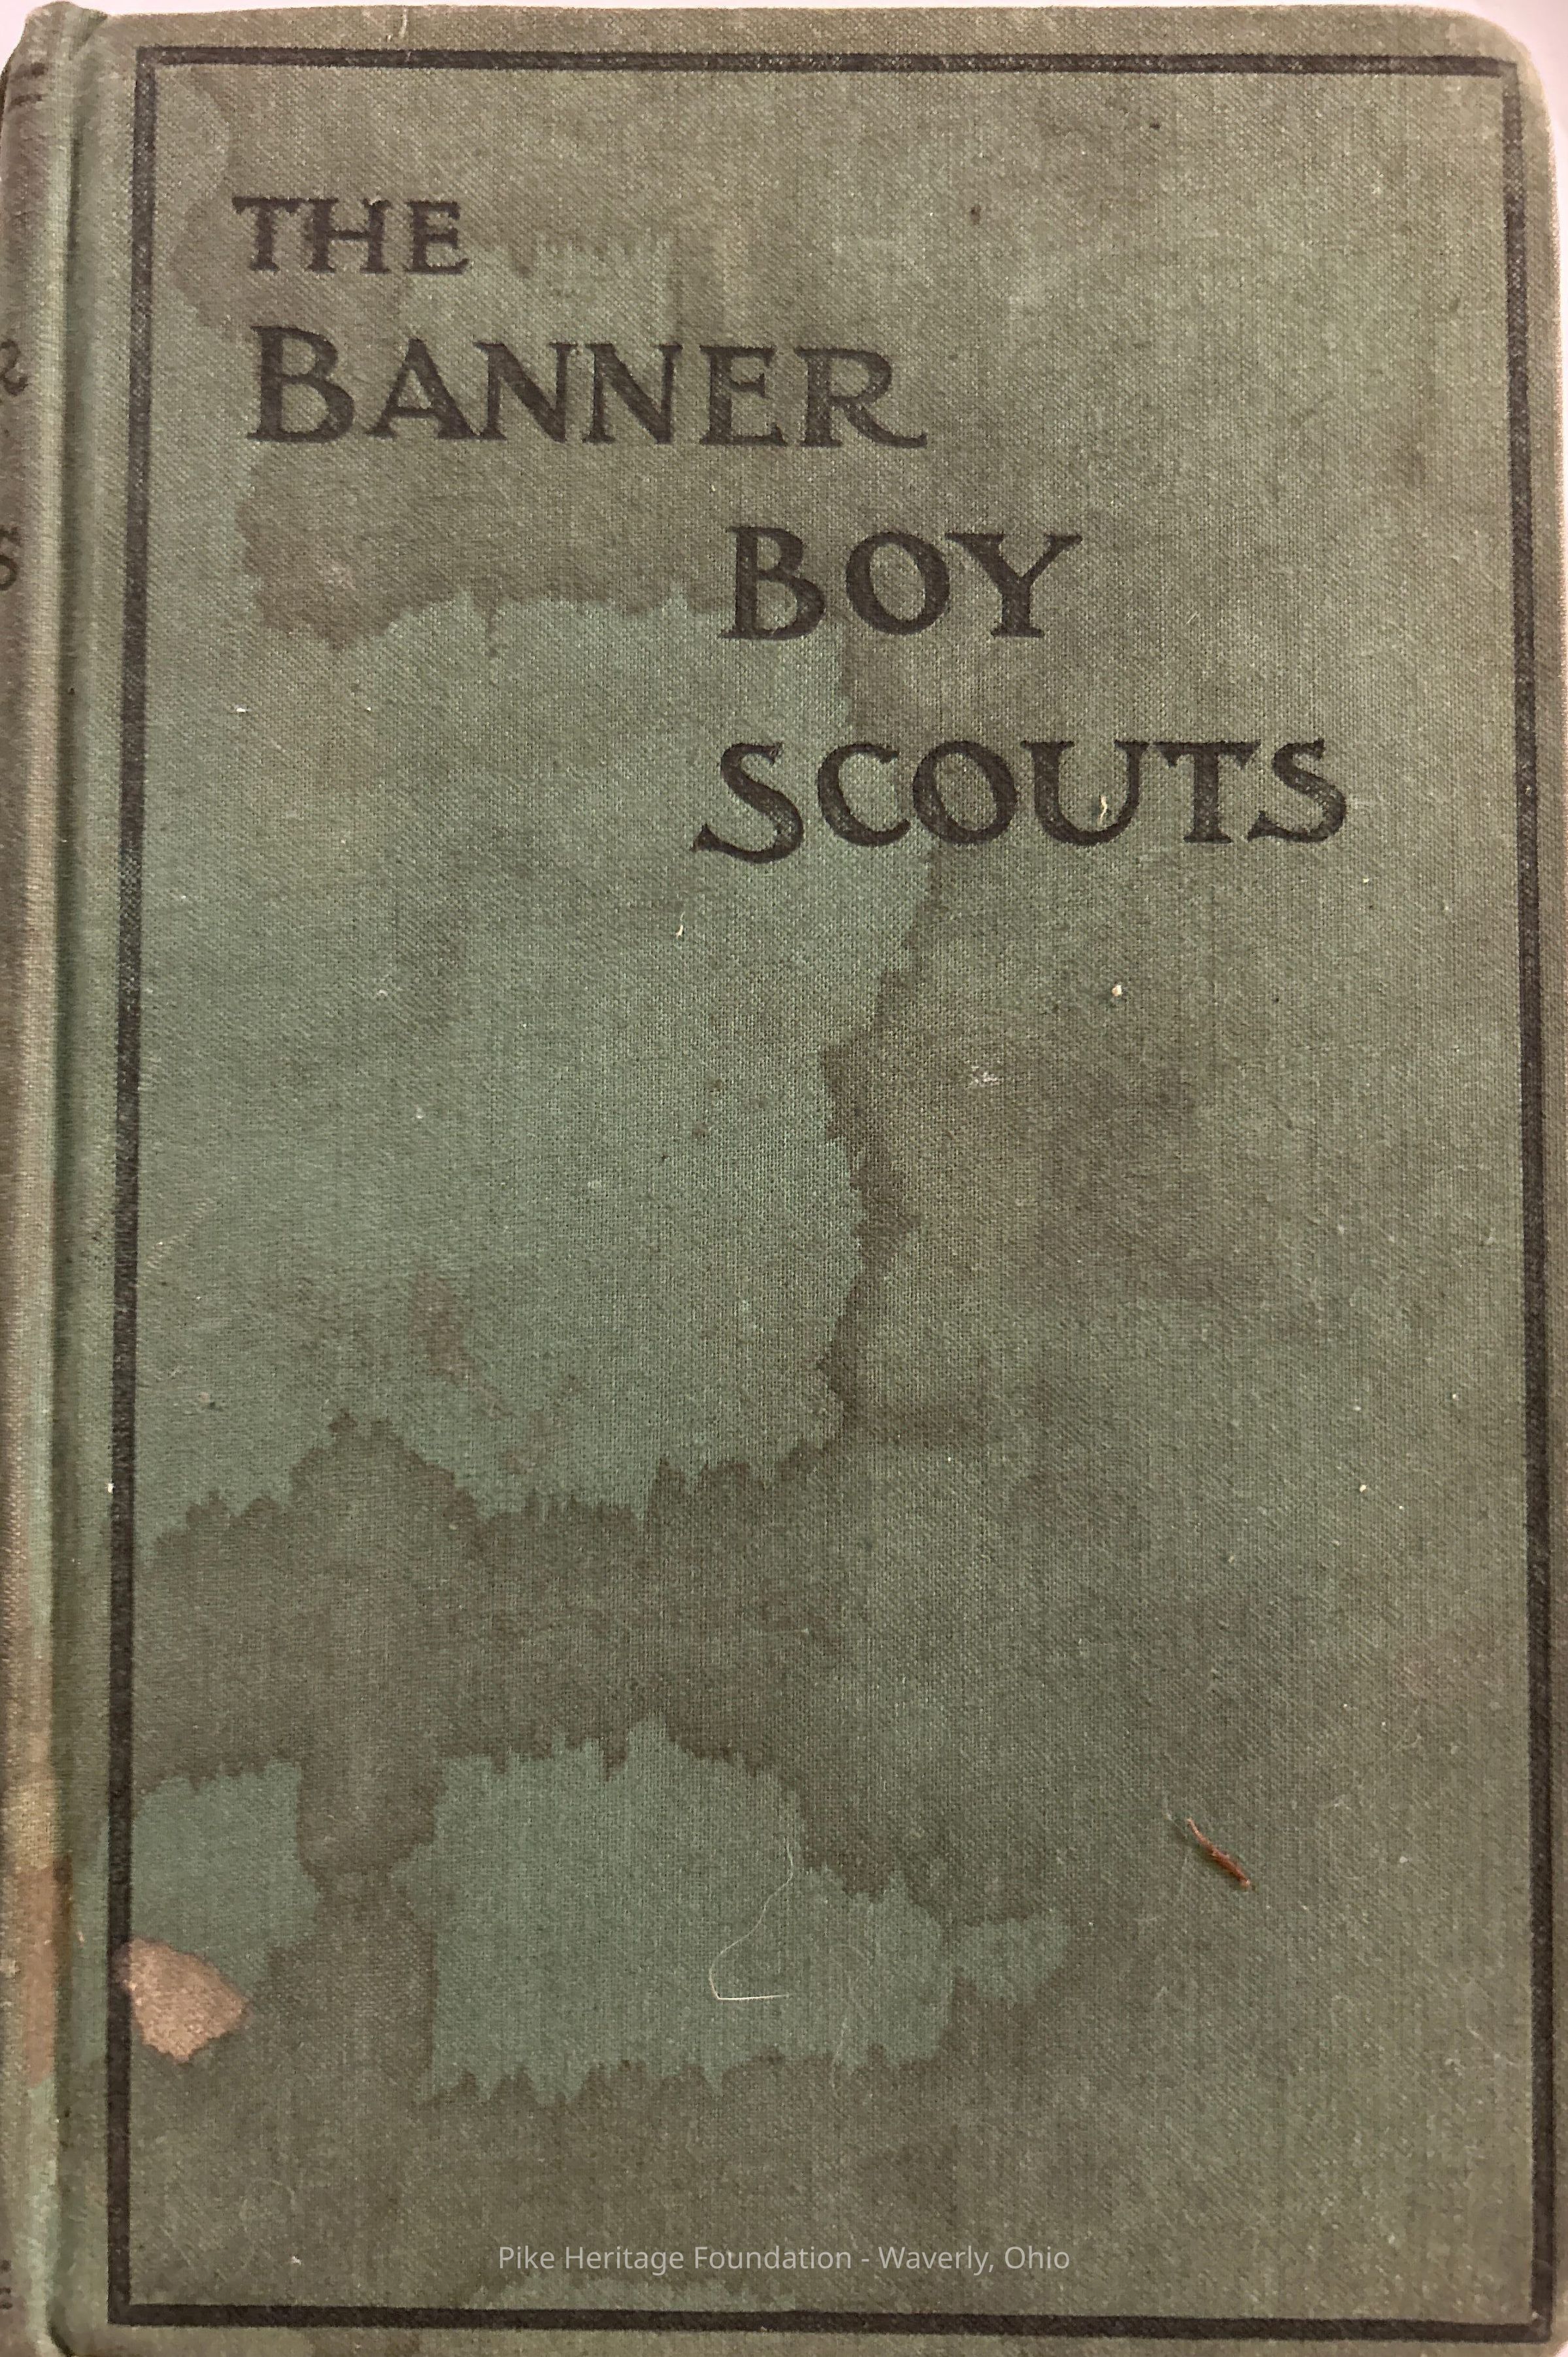 THE
BANNER
BOY
SCOUTS
Pike Heritage Foundation - Waverly, Ohio